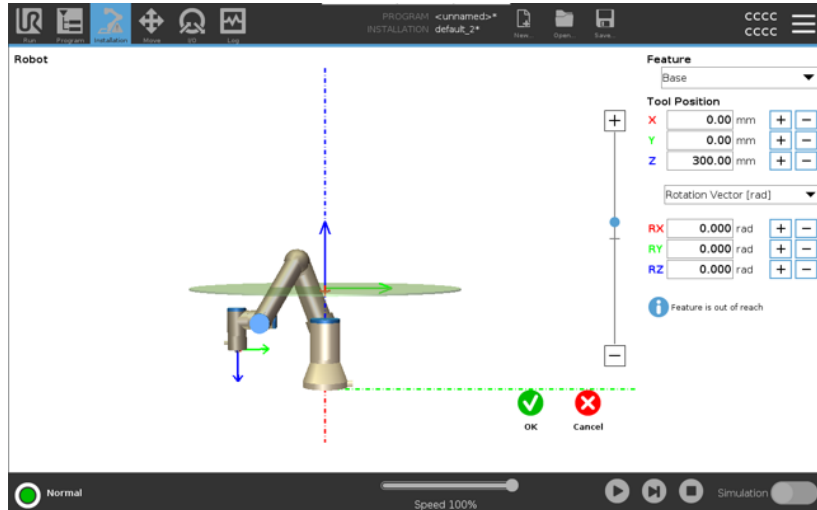 UR
Run
Program
Installation
Move
I/O
Log
PROGRAM <unnamed>*
INSTALLATION default_2*
New...
Open...
Save...
cccc
cccc
Robot
Feature
Base
Tool Position
X 0.00 mm + −
Y 0.00 mm + −
Z 300.00 mm + −
Rotation Vector [rad]
RX 0.000 rad + −
RY 0.000 rad + −
RZ 0.000 rad + −
Feature is out of reach
OK
Cancel
Normal
Speed 100%
Simulation